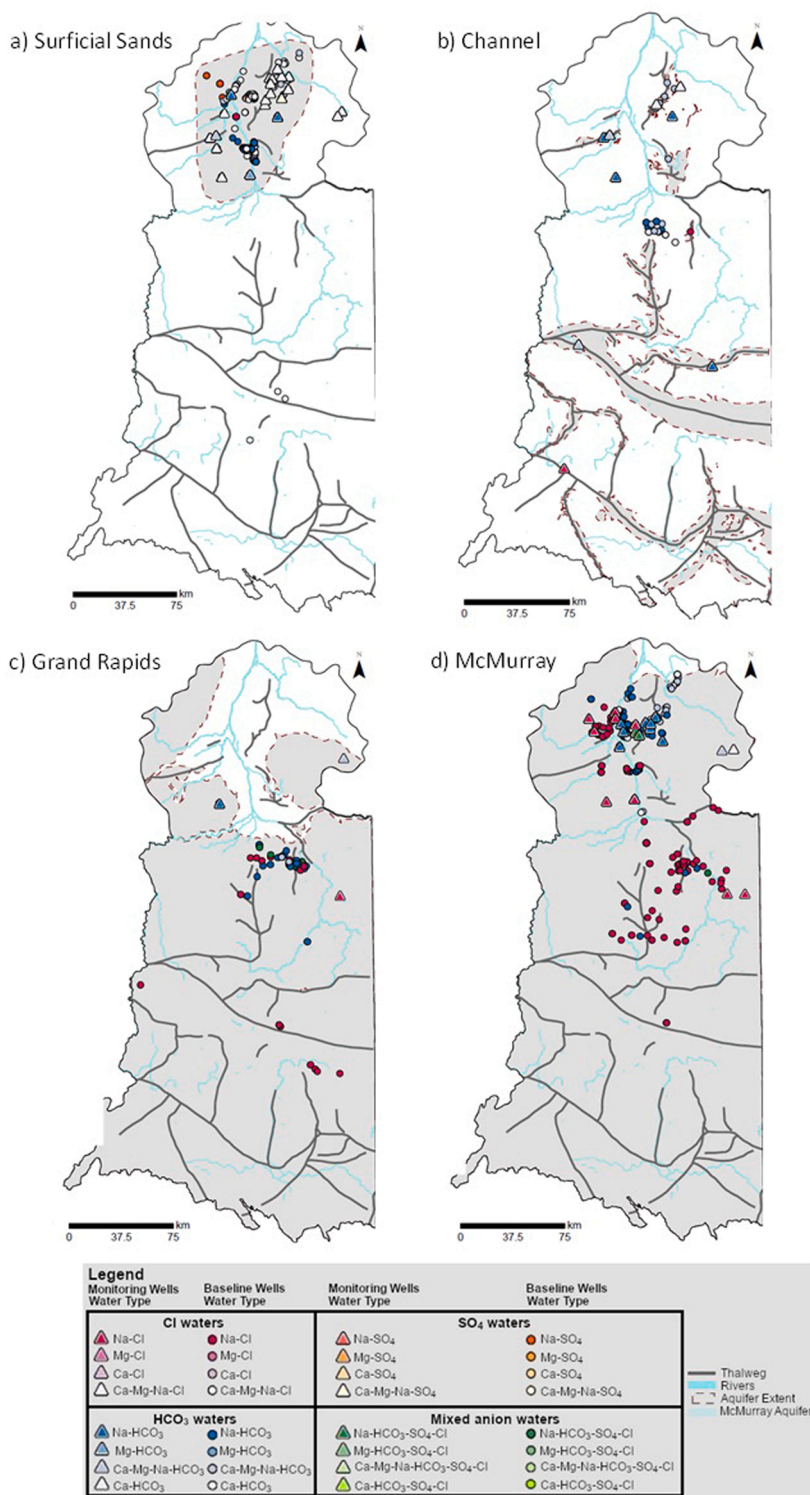 a) Surficial Sands
N
b) Channel
N
km
0 37.5 75
km
0 37.5 75
c) Grand Rapids
N
d) McMurray
N
km
0 37.5 75
km
0 37.5 75
Legend
Monitoring Wells Water Type
Baseline Wells Water Type
Monitoring Wells Water Type
Baseline Wells Water Type
Cl waters
Na-Cl Na-Cl
Mg-Cl Mg-Cl
Ca-Cl Ca-Cl
Ca-Mg-Na-Cl Ca-Mg-Na-Cl
SO₄ waters
Na-SO₄ Na-SO₄
Mg-SO₄ Mg-SO₄
Ca-SO₄ Ca-SO₄
Ca-Mg-Na-SO₄ Ca-Mg-Na-SO₄
HCO₃ waters
Na-HCO₃ Na-HCO₃
Mg-HCO₃ Mg-HCO₃
Ca-Mg-Na-HCO₃ Ca-Mg-Na-HCO₃
Ca-HCO₃ Ca-HCO₃
Mixed anion waters
Na-HCO₃-SO₄-Cl Na-HCO₃-SO₄-Cl
Mg-HCO₃-SO₄-Cl Mg-HCO₃-SO₄-Cl
Ca-Mg-Na-HCO₃-SO₄-Cl Ca-Mg-Na-HCO₃-SO₄-Cl
Ca-HCO₃-SO₄-Cl Ca-HCO₃-SO₄-Cl
Thalweg
Rivers
Aquifer Extent
McMurray Aquifer